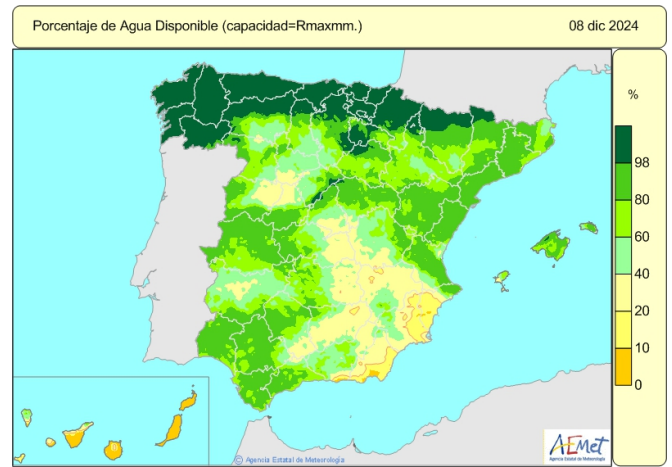 Porcentaje de Agua Disponible (capacidad=Rmaxmm.) 08 dic 2024
%
98
80
60
40
20
10
0
© Agencia Estatal de Meteorología
AEMet
Agencia Estatal de Meteorología